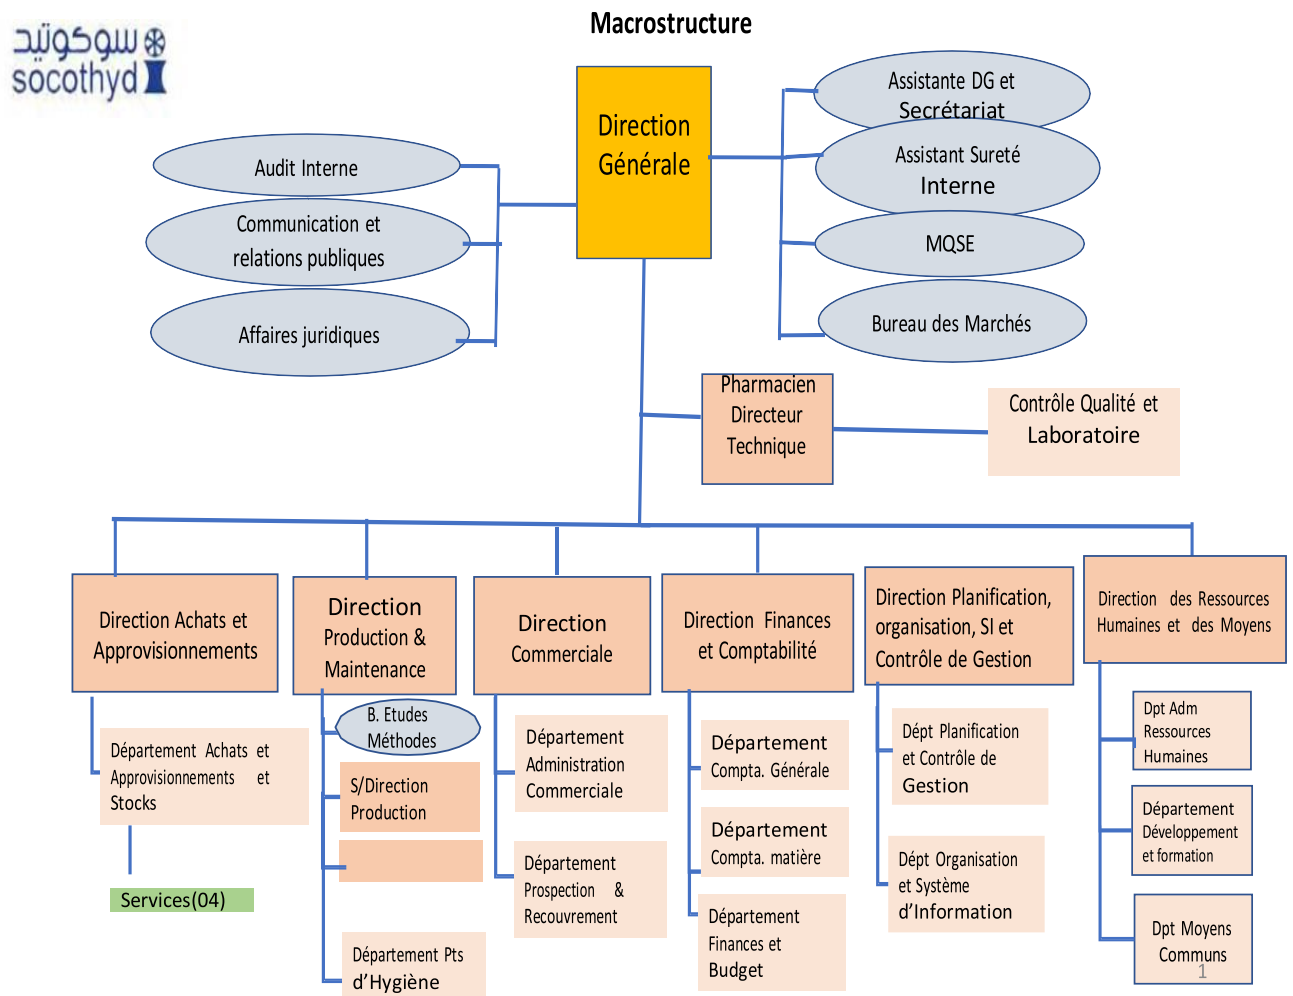 Macrostructure
سوكوتيد
socothyd
Direction
Générale
Audit Interne
Communication et
relations publiques
Affaires juridiques
Assistante DG et
Secrétariat
Assistant Sureté
Interne
MQSE
Bureau des Marchés
Pharmacien
Directeur
Technique
Contrôle Qualité et
Laboratoire
Direction Achats et
Approvisionnements
Département Achats et
Approvisionnements et
Stocks
Services(04)
Direction
Production &
Maintenance
B. Etudes
Méthodes
S/Direction
Production
Département Pts
d’Hygiène
Direction
Commerciale
Département
Administration
Commerciale
Département
Prospection &
Recouvrement
Direction Finances
et Comptabilité
Département
Compta. Générale
Département
Compta. matière
Département
Finances et
Budget
Direction Planification,
organisation, SI et
Contrôle de Gestion
Dépt Planification
et Contrôle de
Gestion
Dépt Organisation
et Système
d’Information
Direction des Ressources
Humaines et des Moyens
Dpt Adm
Ressources
Humaines
Département
Développement
et formation
Dpt Moyens
Communs
1